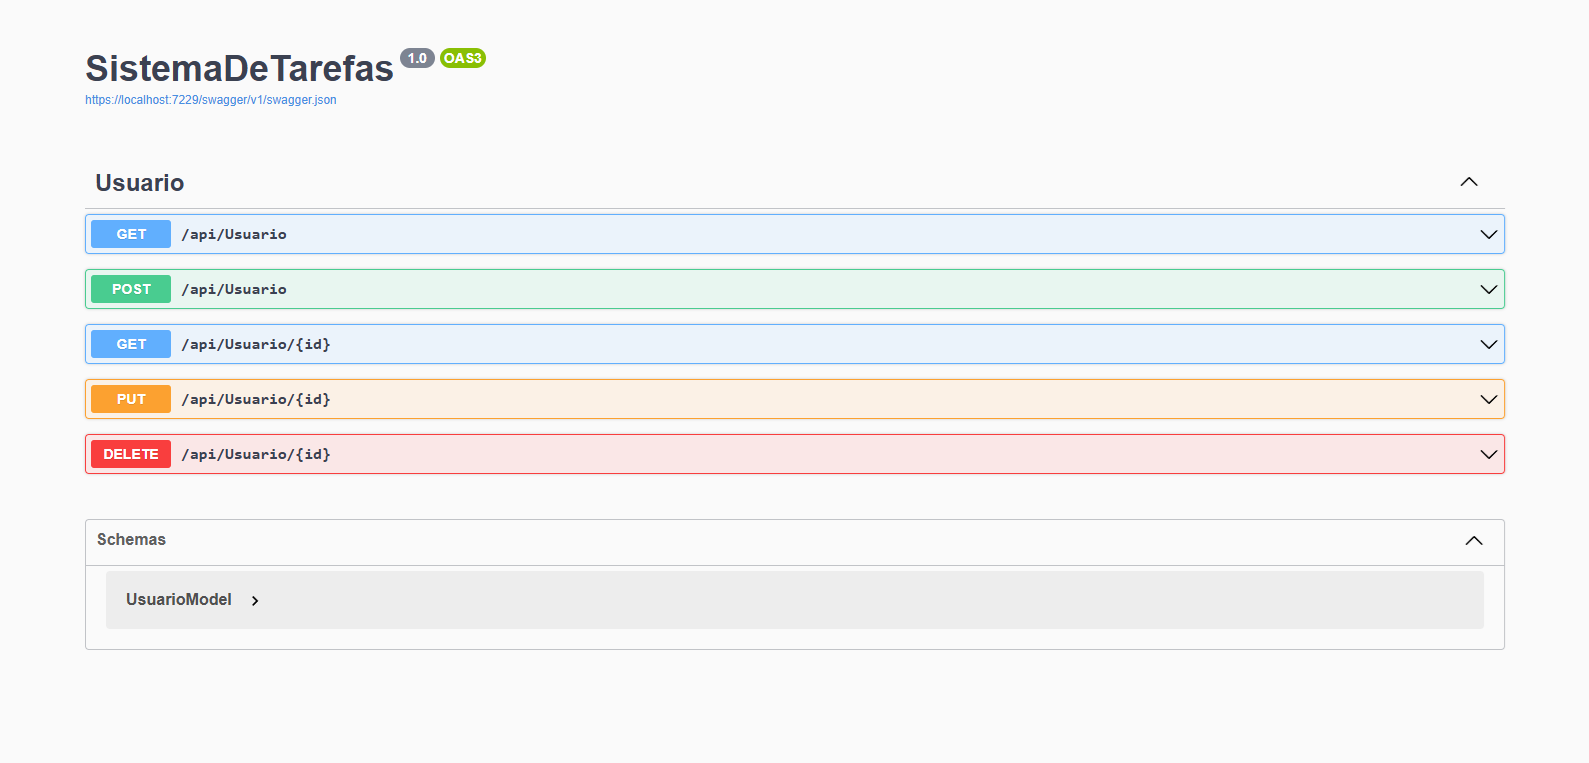 SistemaDeTarefas 1.0 OAS3
https://localhost:7229/swagger/v1/swagger.json
Usuario
GET /api/Usuario
POST /api/Usuario
GET /api/Usuario/{id}
PUT /api/Usuario/{id}
DELETE /api/Usuario/{id}
Schemas
UsuarioModel